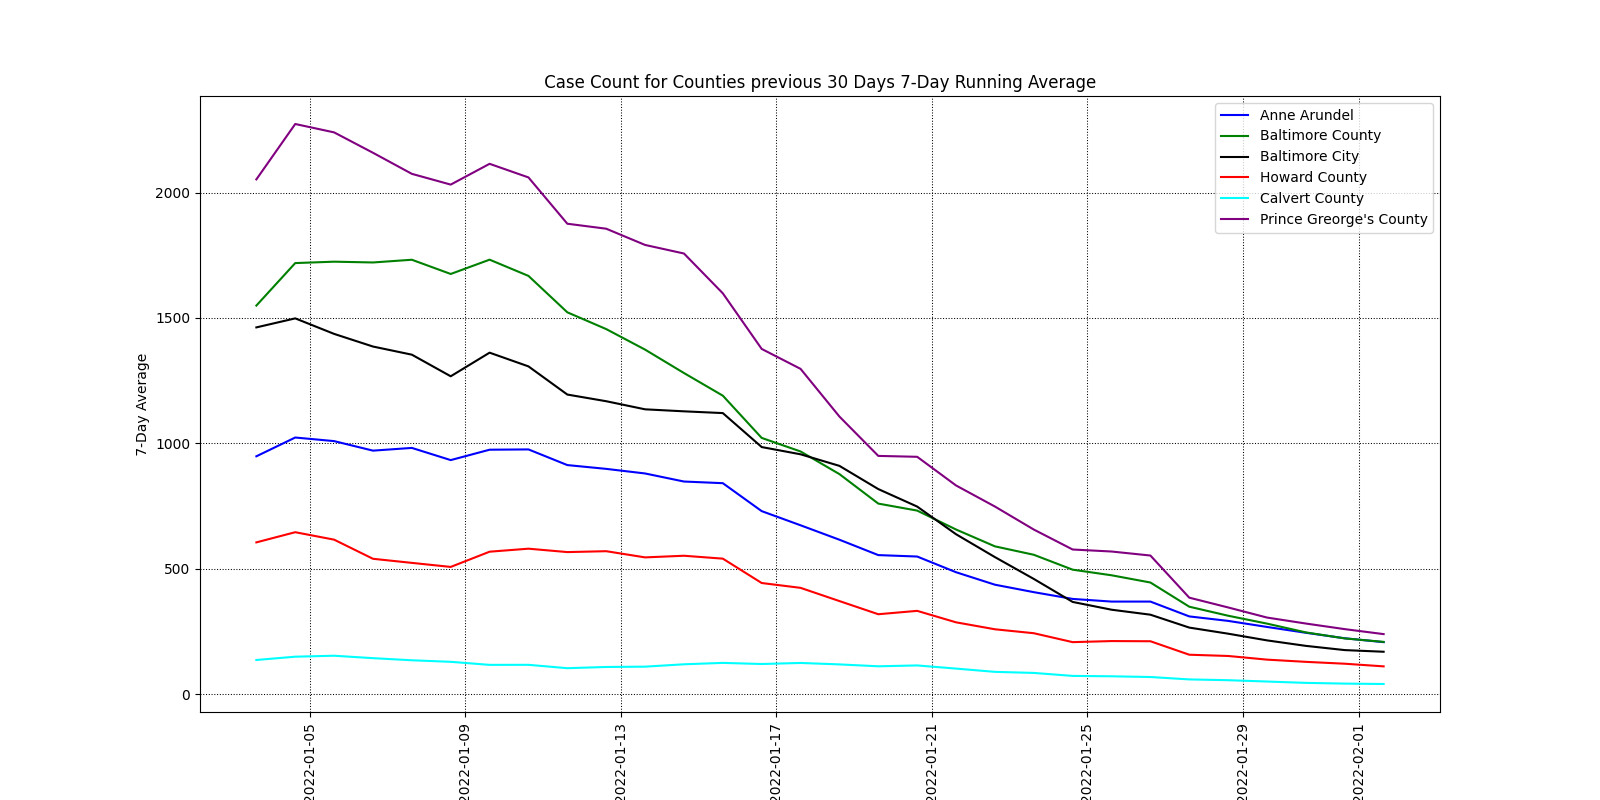 Case Count for Counties previous 30 Days 7-Day Running Average
Anne Arundel
Baltimore County
Baltimore City
Howard County
Calvert County
Prince Greorge's County
7-Day Average
2000
1500
1000
500
0
2022-01-05
2022-01-09
2022-01-13
2022-01-17
2022-01-21
2022-01-25
2022-01-29
2022-02-01